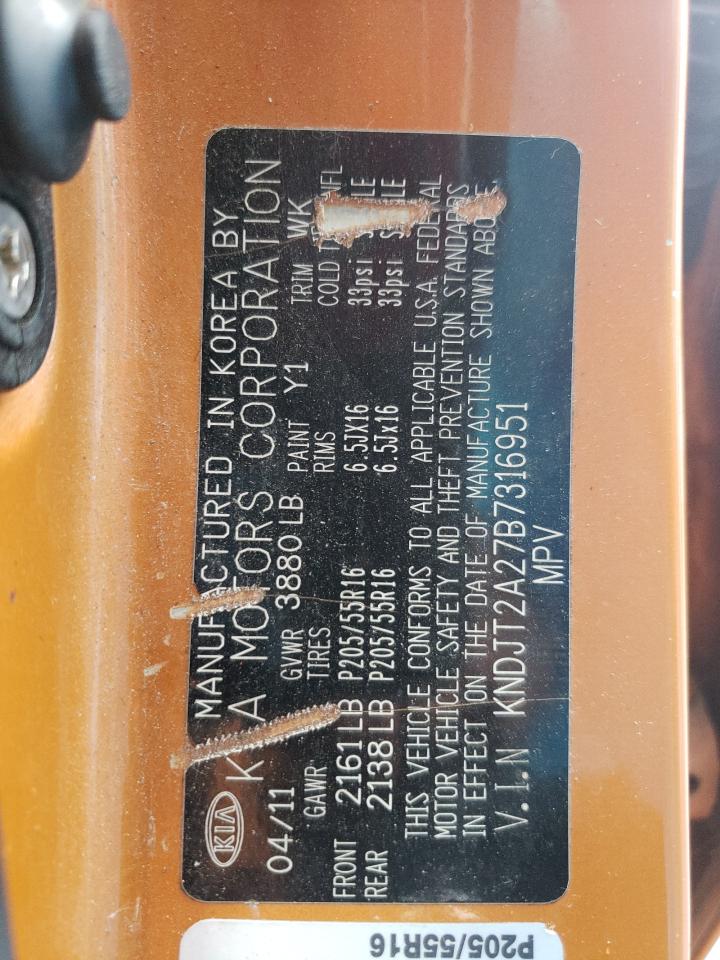 KIA
MANUFACTURED IN KOREA BY
KIA MOTORS CORPORATION
04/11 GVWR 3880 LB PAINT Y1 TRIM WK
GAWR TIRES RIMS COLD
FRONT 2161 LB P205/55R16 6.5JX16 33psi
REAR 2138 LB P205/55R16 6.5Jx16 33psi
THIS VEHICLE CONFORMS TO ALL APPLICABLE U.S.A. FEDERAL
MOTOR VEHICLE SAFETY AND THEFT PREVENTION STANDARDS
IN EFFECT ON THE DATE OF MANUFACTURE SHOWN ABOVE.
V.I.N KNDJT2A27B7316951
MPV
P205/55R16